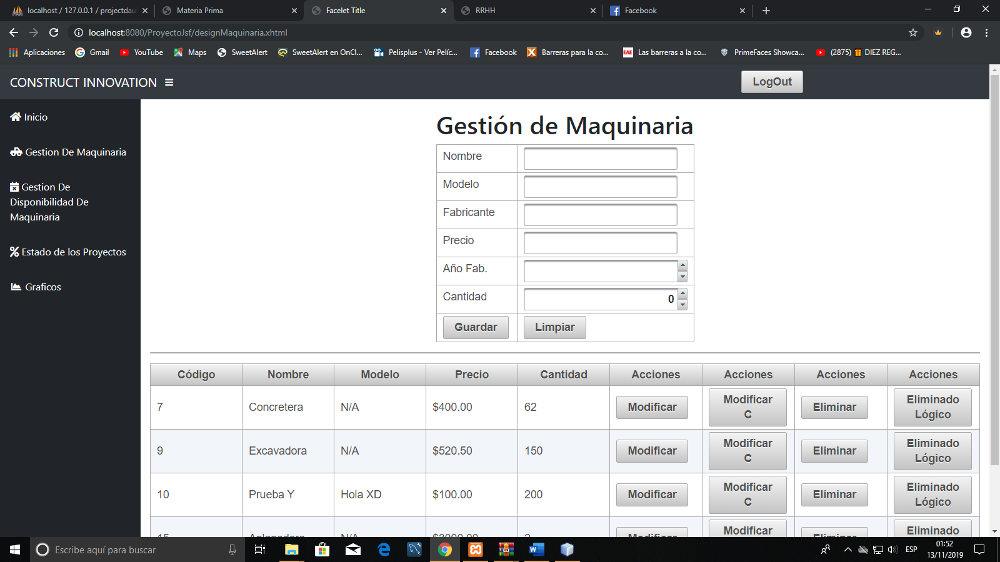 localhost / 127.0.0.1 / projectdau
Materia Prima
Facelet Title
RRHH
Facebook
localhost:8080/ProyectoJsf/designMaquinaria.xhtml
Aplicaciones
Gmail
YouTube
Maps
SweetAlert
SweetAlert en OnCl...
Pelisplus - Ver Pelíc...
Facebook
Barreras para la co...
EAE
Las barreras a la co...
PrimeFaces Showca...
(2875) DIEZ REG...
CONSTRUCT INNOVATION
LogOut
Inicio
Gestion De Maquinaria
Gestion De
Disponibilidad De
Maquinaria
Estado de los Proyectos
Graficos
Gestión de Maquinaria
Nombre
Modelo
Fabricante
Precio
Año Fab.
Cantidad 0
Guardar Limpiar
Código Nombre Modelo Precio Cantidad Acciones Acciones Acciones Acciones
7 Concretera N/A $400.00 62 Modificar Modificar C Eliminar Eliminado Lógico
9 Excavadora N/A $520.50 150 Modificar Modificar C Eliminar Eliminado Lógico
10 Prueba Y Hola XD $100.00 200 Modificar Modificar C Eliminar Eliminado Lógico
15 Aplanadora N/A $3000.00 2 Modificar Modificar Eliminar Eliminado
Escribe aquí para buscar
ESP
01:52
13/11/2019